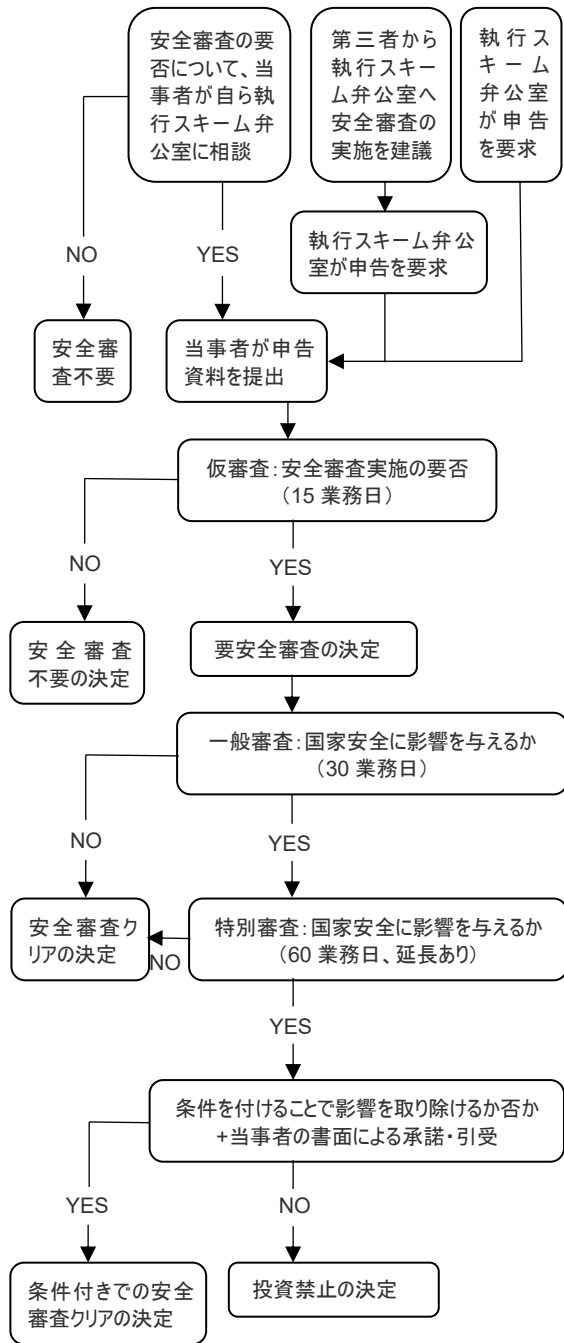 安全審査の要
否について、当
事者が自ら執
行スキーム弁
公室に相談
第三者から
執行スキー
ム弁公室へ
安全審査の
実施を建議
執行ス
キーム
弁公室
が申告
を要求
執行スキーム弁公
室が申告を要求
NO
YES
安全審
査不要
当事者が申告
資料を提出
仮審査：安全審査実施の要否
（15 業務日）
NO
YES
安全審査
不要の決定
要安全審査の決定
一般審査：国家安全に影響を与えるか
（30 業務日）
NO
YES
安全審査ク
リアの決定
NO
特別審査：国家安全に影響を与えるか
（60 業務日、延長あり）
YES
条件を付けることで影響を取り除けるか否か
+当事者の書面による承諾・引受
YES
NO
条件付きでの安全
審査クリアの決定
投資禁止の決定